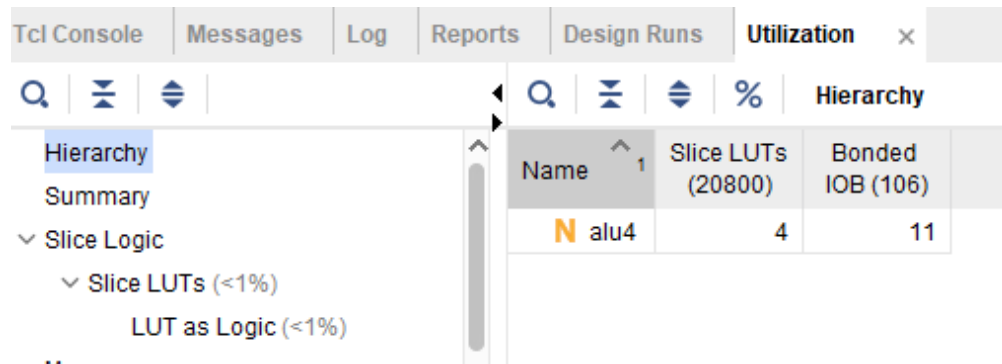 Tcl Console Messages Log Reports Design Runs Utilization ×
% Hierarchy
Hierarchy
Summary
Slice Logic
Slice LUTs (<1%)
LUT as Logic (<1%)
Name 1 Slice LUTs (20800) Bonded IOB (106)
N alu4 4 11